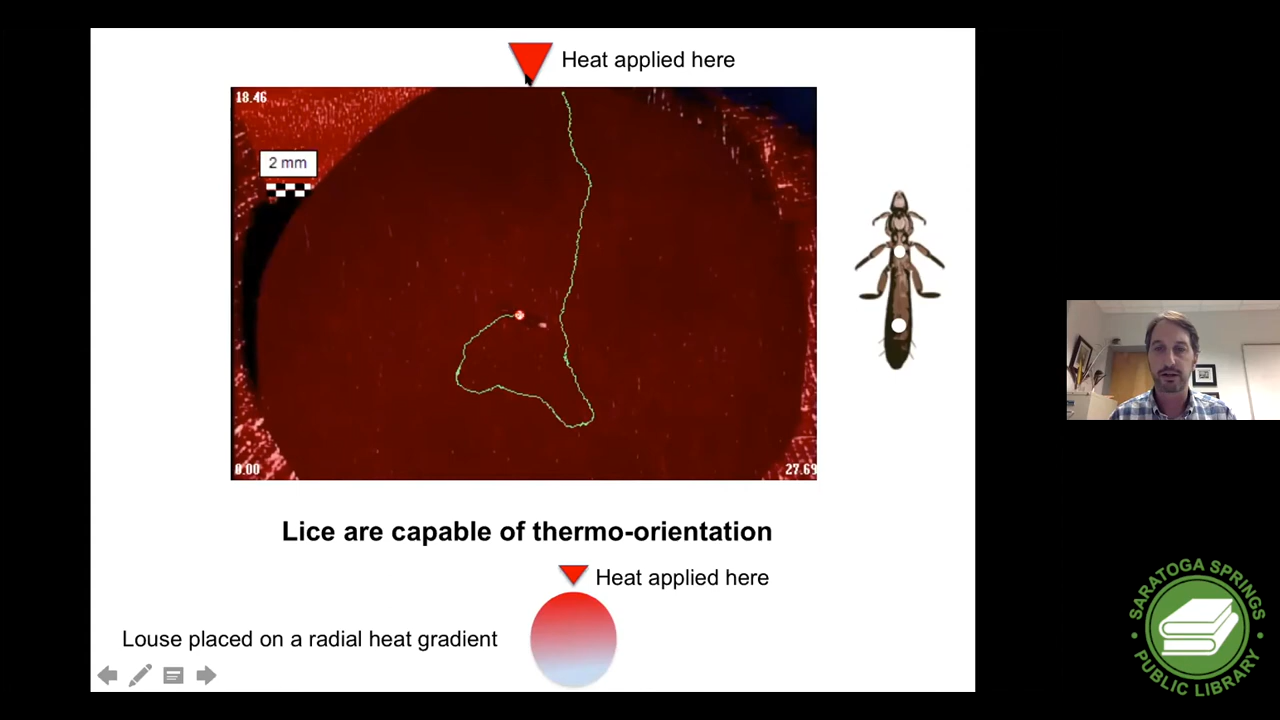 Heat applied here
18.46
2 mm
0.00
27.69
Lice are capable of thermo-orientation
Heat applied here
Louse placed on a radial heat gradient
SARATOGA SPRINGS
PUBLIC LIBRARY